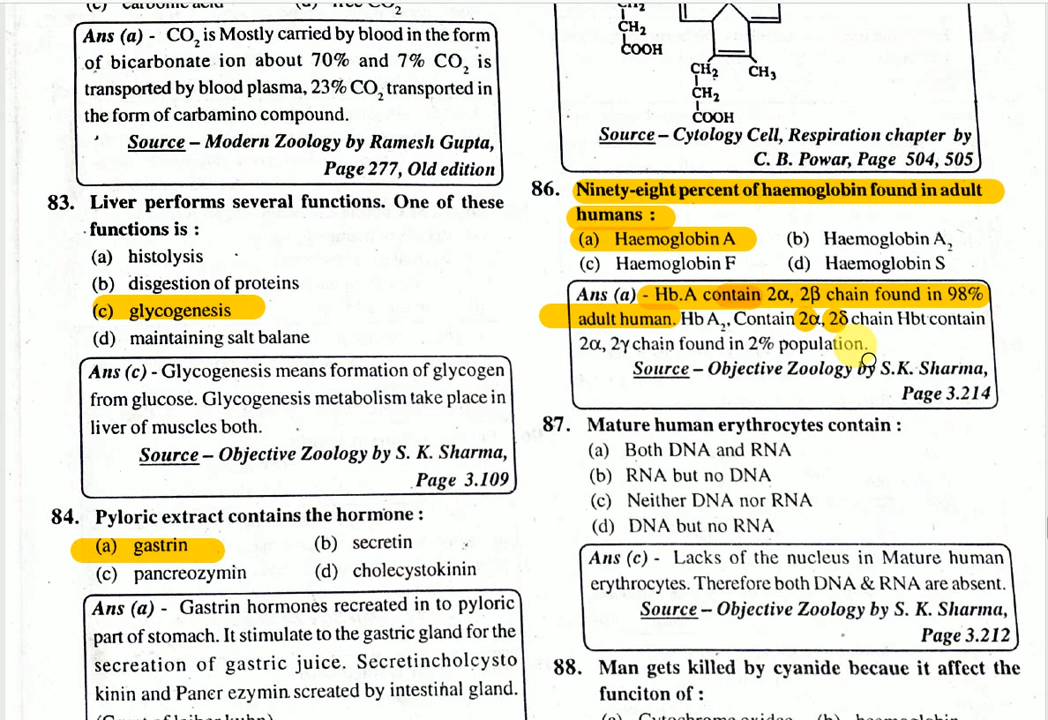 (c) carbonic acid (d) free CO2
Ans (a) - CO2 is Mostly carried by blood in the form
of bicarbonate ion about 70% and 7% CO2 is
transported by blood plasma, 23% CO2 transported in
the form of carbamino compound.
Source – Modern Zoology by Ramesh Gupta,
Page 277, Old edition
83. Liver performs several functions. One of these
functions is :
(a) histolysis
(b) disgestion of proteins
(c) glycogenesis
(d) maintaining salt balane
Ans (c) - Glycogenesis means formation of glycogen
from glucose. Glycogenesis metabolism take place in
liver of muscles both.
Source – Objective Zoology by S. K. Sharma,
Page 3.109
84. Pyloric extract contains the hormone :
(a) gastrin (b) secretin
(c) pancreozymin (d) cholecystokinin
Ans (a) - Gastrin hormones recreated in to pyloric
part of stomach. It stimulate to the gastric gland for the
secreation of gastric juice. Secretincholcysto
kinin and Pancr ezymin screated by intestinal gland.
CH2
CH2
COOH
CH2 CH3
CH2
COOH
Source – Cytology Cell, Respiration chapter by
C. B. Powar, Page 504, 505
86. Ninety-eight percent of haemoglobin found in adult
humans :
(a) Haemoglobin A (b) Haemoglobin A2
(c) Haemoglobin F (d) Haemoglobin S
Ans (a) - Hb.A contain 2α, 2β chain found in 98%
adult human. Hb A2, Contain 2α, 2δ chain Hbt contain
2α, 2γ chain found in 2% population.
Source – Objective Zoology by S.K. Sharma,
Page 3.214
87. Mature human erythrocytes contain :
(a) Both DNA and RNA
(b) RNA but no DNA
(c) Neither DNA nor RNA
(d) DNA but no RNA
Ans (c) - Lacks of the nucleus in Mature human
erythrocytes. Therefore both DNA & RNA are absent.
Source – Objective Zoology by S. K. Sharma,
Page 3.212
88. Man gets killed by cyanide becaue it affect the
funciton of :
(a) Cytochrome oxidase (b) haemoglobin